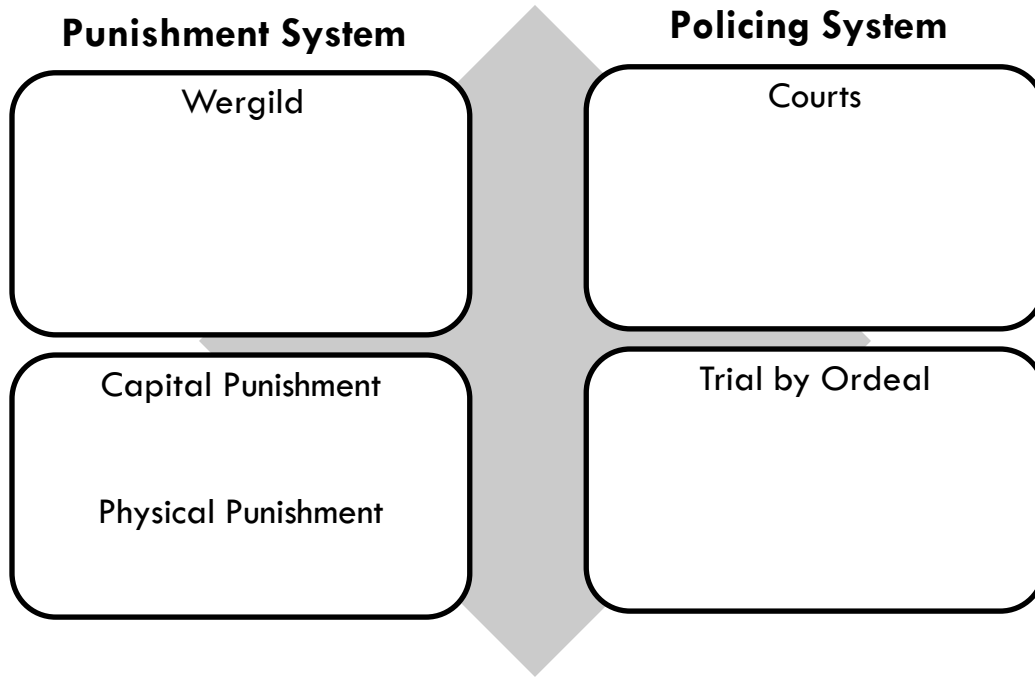 Punishment System
Policing System
Wergild
Courts
Capital Punishment
Physical Punishment
Trial by Ordeal